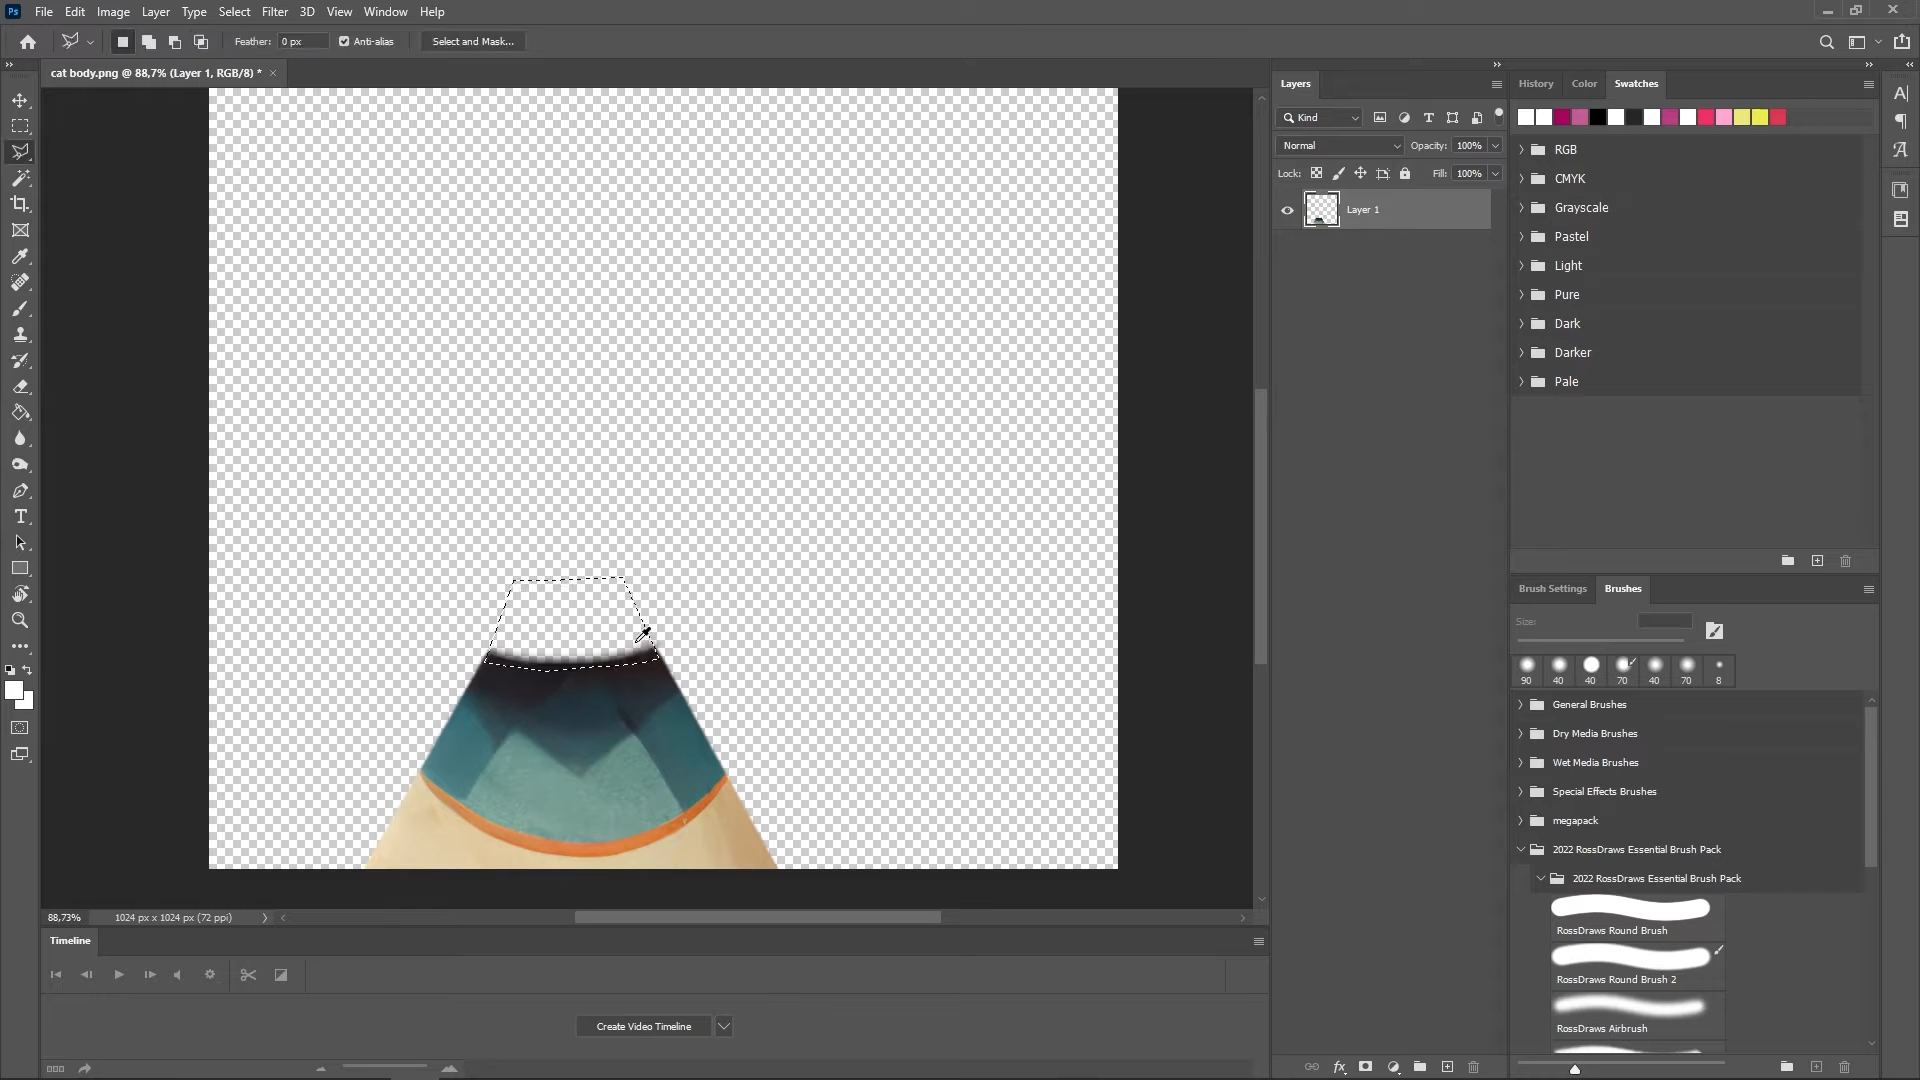 Ps File Edit Image Layer Type Select Filter 3D View Window Help
Feather: 0 px Anti-alias Select and Mask...
cat body.png @ 88,7% (Layer 1, RGB/8) *
Layers
Kind
Normal Opacity: 100%
Lock: Fill: 100%
Layer 1
History Color Swatches
RGB
CMYK
Grayscale
Pastel
Light
Pure
Dark
Darker
Pale
Brush Settings Brushes
Size:
90 40 40 70 40 70 8
General Brushes
Dry Media Brushes
Wet Media Brushes
Special Effects Brushes
megapack
2022 RossDraws Essential Brush Pack
2022 RossDraws Essential Brush Pack
RossDraws Round Brush
RossDraws Round Brush 2
RossDraws Airbrush
88,73% 1024 px x 1024 px (72 ppi)
Timeline
Create Video Timeline